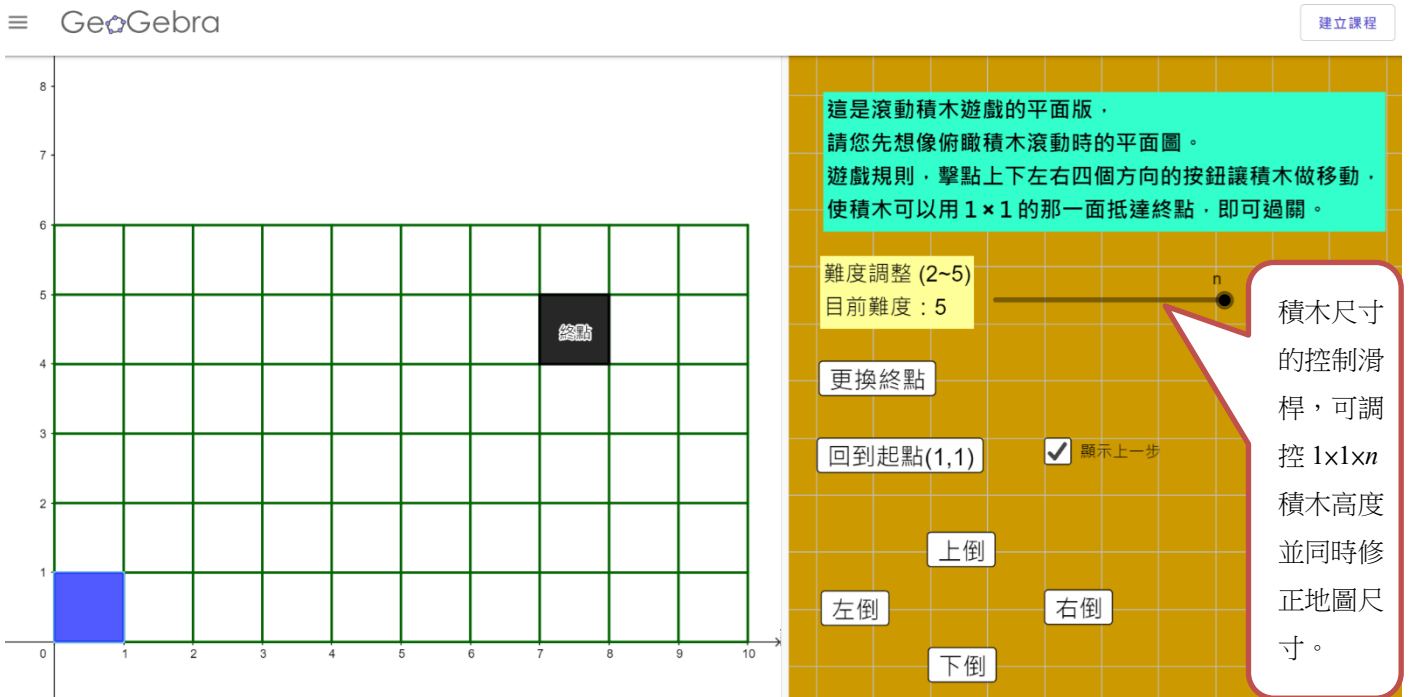 GeoGebra
建立課程
8
7
6
5
4
3
2
1
0
1
2
3
4
5
6
7
8
9
10
終點
這是滾動積木遊戲的平面版，
請您先想像俯瞰積木滾動時的平面圖。
遊戲規則，擊點上下左右四個方向的按鈕讓積木做移動，
使積木可以用1×1的那一面抵達終點，即可過關。
難度調整 (2~5)
目前難度：5
n
更換終點
回到起點(1,1)
顯示上一步
上倒
左倒
右倒
下倒
積木尺寸
的控制滑
桿，可調
控 1×1×n
積木高度
並同時修
正地圖尺
寸。